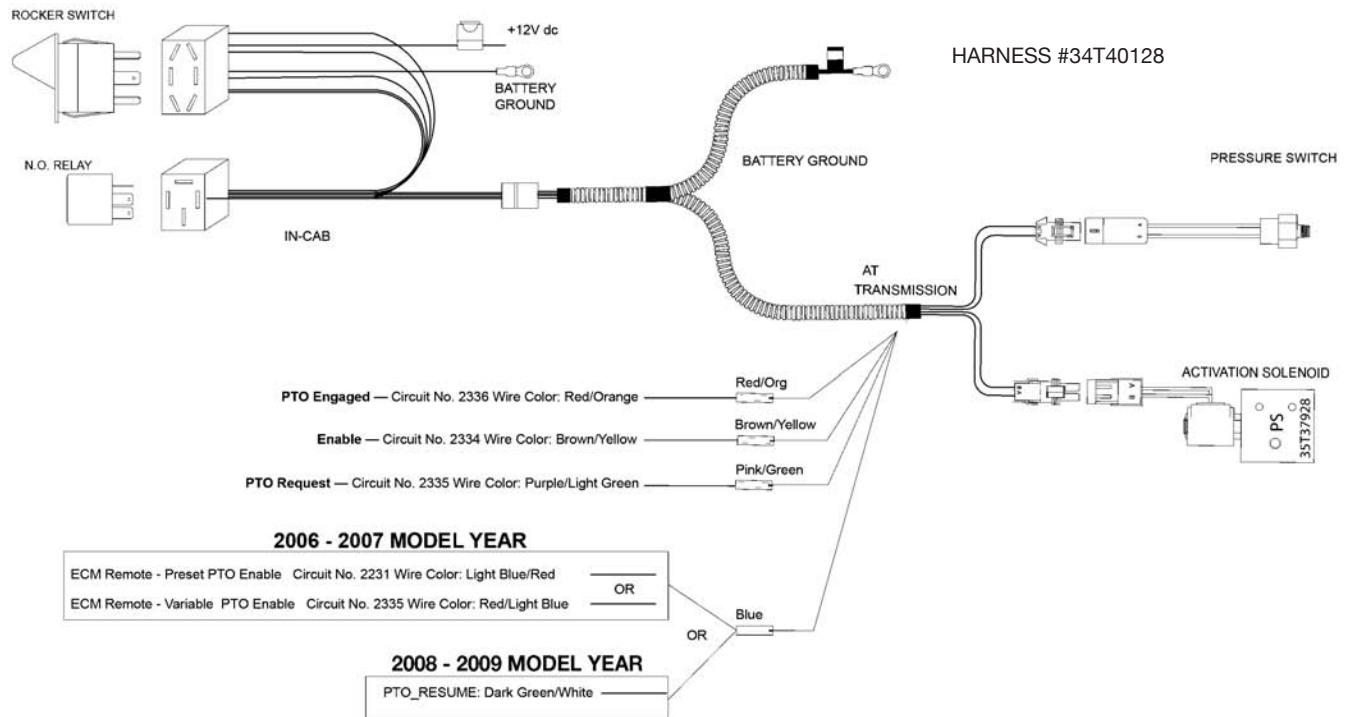 ROCKER SWITCH
+12V dc
HARNESS #34T40128
BATTERY
GROUND
N.O. RELAY
BATTERY GROUND
PRESSURE SWITCH
IN-CAB
AT
TRANSMISSION
ACTIVATION SOLENOID
PS
35T37928
PTO Engaged — Circuit No. 2336 Wire Color: Red/Orange
Red/Org
Enable — Circuit No. 2334 Wire Color: Brown/Yellow
Brown/Yellow
PTO Request — Circuit No. 2335 Wire Color: Purple/Light Green
Pink/Green
2006 - 2007 MODEL YEAR
ECM Remote - Preset PTO Enable Circuit No. 2231 Wire Color: Light Blue/Red
OR
ECM Remote - Variable PTO Enable Circuit No. 2335 Wire Color: Red/Light Blue
Blue
OR
2008 - 2009 MODEL YEAR
PTO_RESUME: Dark Green/White